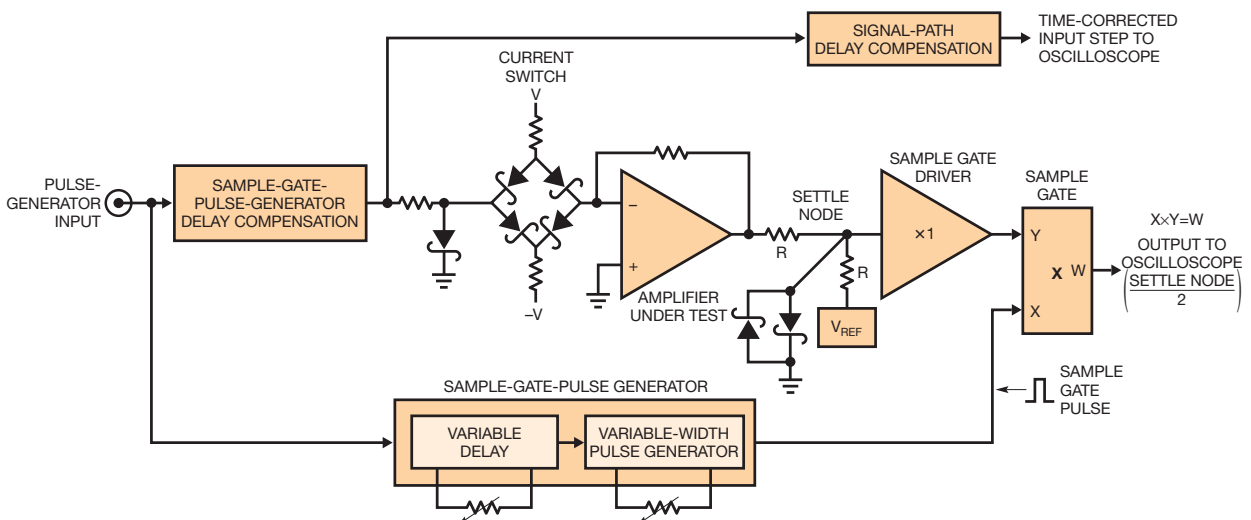 SIGNAL-PATH
DELAY COMPENSATION
TIME-CORRECTED
INPUT STEP TO
OSCILLOSCOPE
CURRENT
SWITCH
V
PULSE-
GENERATOR
INPUT
SAMPLE-GATE-
PULSE-GENERATOR
DELAY COMPENSATION
–
+
–V
AMPLIFIER
UNDER TEST
R
SETTLE
NODE
R
VREF
SAMPLE GATE
DRIVER
×1
SAMPLE
GATE
Y
X W
X
X×Y=W
OUTPUT TO
OSCILLOSCOPE
(SETTLE NODE
2)
SAMPLE
GATE
PULSE
SAMPLE-GATE-PULSE GENERATOR
VARIABLE
DELAY
VARIABLE-WIDTH
PULSE GENERATOR